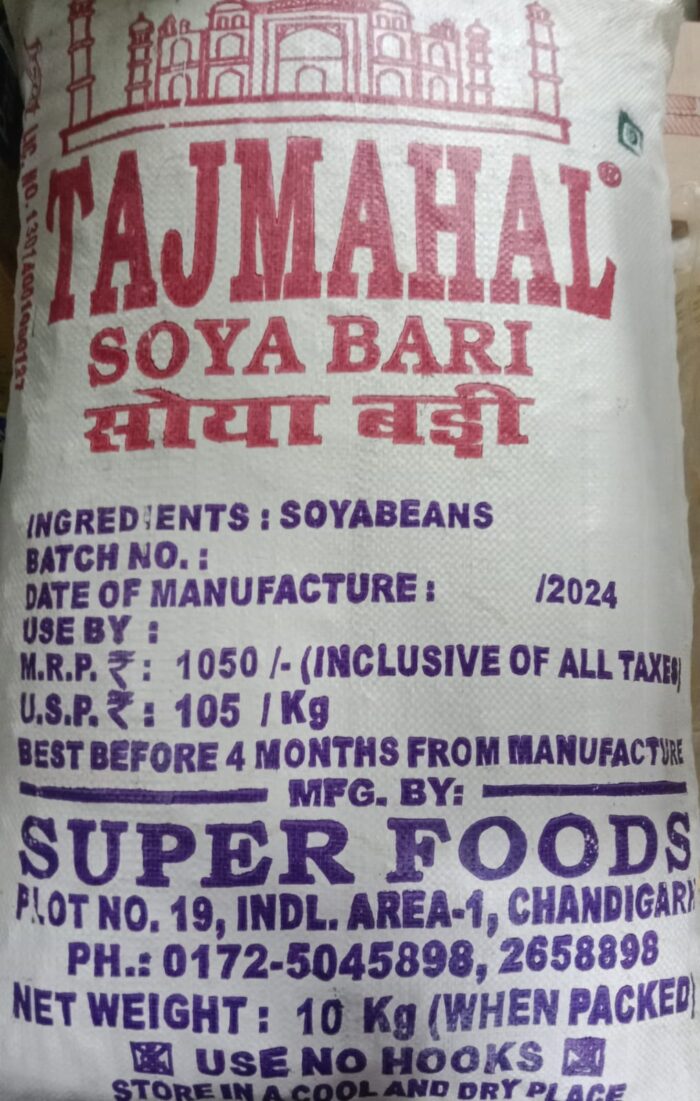 TAJMAHAL®
SOYA BARI
सोया बड़ी
INGREDIENTS : SOYABEANS
BATCH NO. :
DATE OF MANUFACTURE : /2024
USE BY :
M.R.P. ₹ : 1050 /- (INCLUSIVE OF ALL TAXES)
U.S.P. ₹ : 105 / Kg
BEST BEFORE 4 MONTHS FROM MANUFACTURE
MFG. BY:
SUPER FOODS
PLOT NO. 19, INDL. AREA-1, CHANDIGARH
PH.: 0172-5045898, 2658898
NET WEIGHT : 10 Kg (WHEN PACKED)
USE NO HOOKS
STORE IN A COOL AND DRY PLACE
LIC. NO.